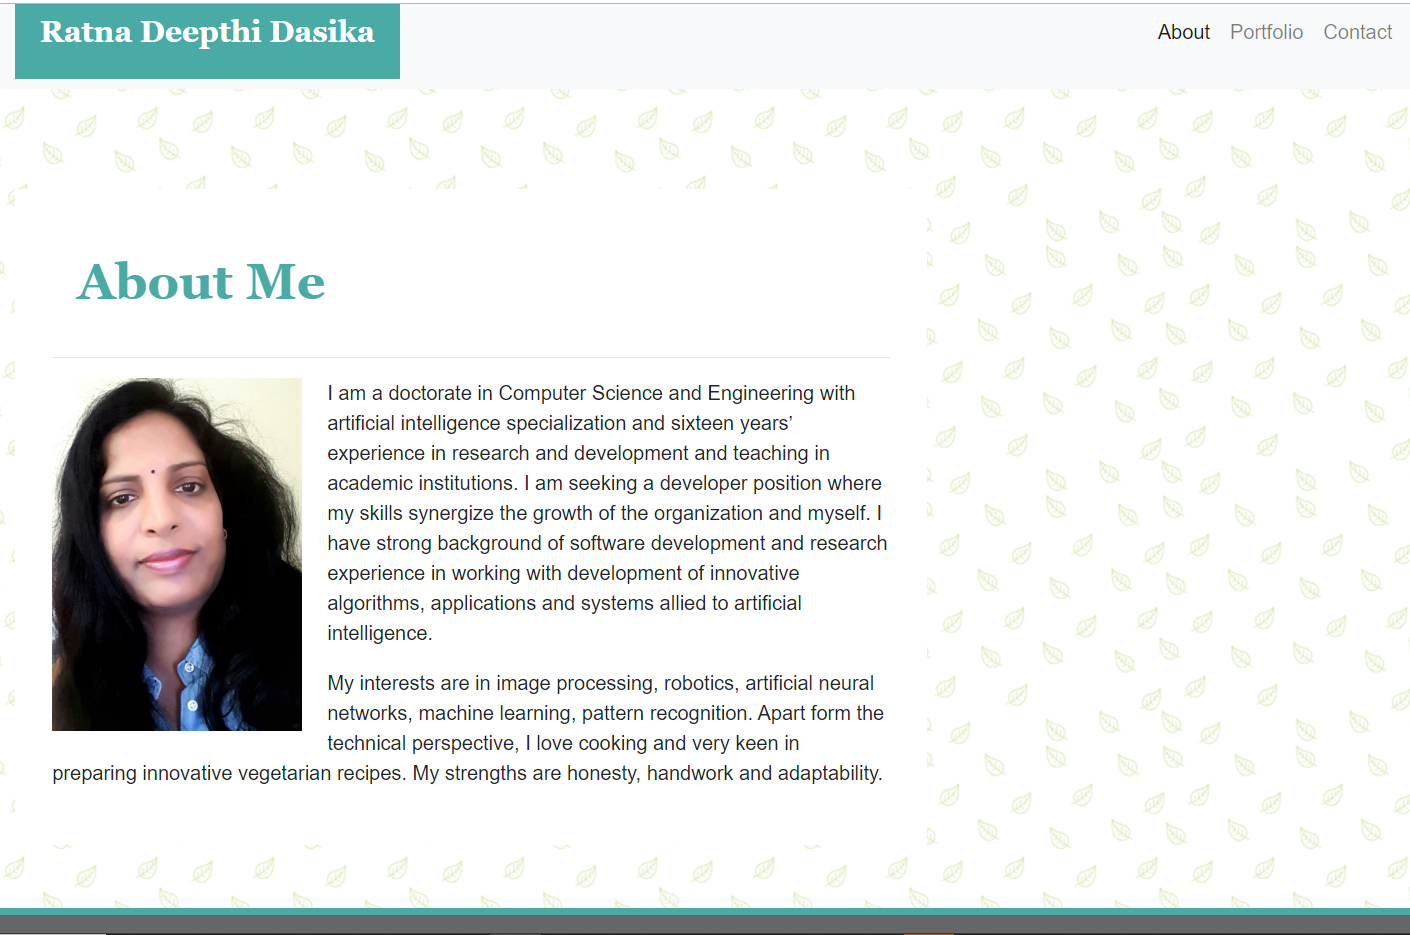 Ratna Deepthi Dasika
About Portfolio Contact
About Me
I am a doctorate in Computer Science and Engineering with
artificial intelligence specialization and sixteen years’
experience in research and development and teaching in
academic institutions. I am seeking a developer position where
my skills synergize the growth of the organization and myself. I
have strong background of software development and research
experience in working with development of innovative
algorithms, applications and systems allied to artificial
intelligence.
My interests are in image processing, robotics, artificial neural
networks, machine learning, pattern recognition. Apart form the
technical perspective, I love cooking and very keen in
preparing innovative vegetarian recipes. My strengths are honesty, handwork and adaptability.